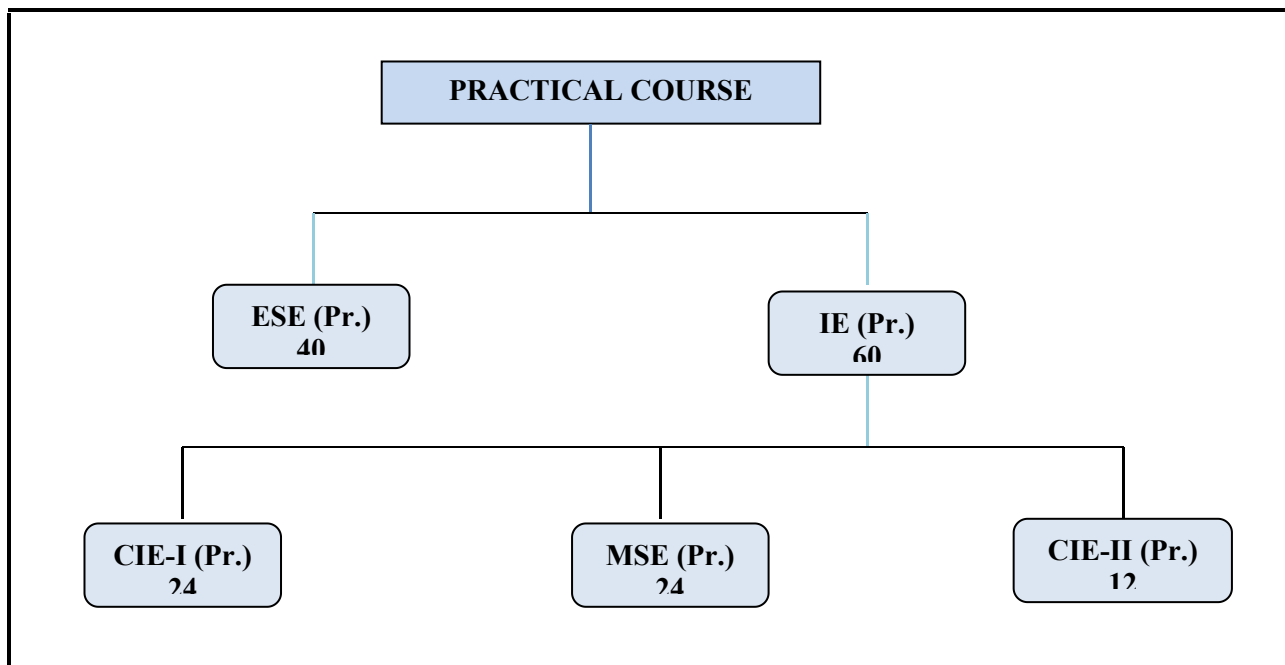 PRACTICAL COURSE
ESE (Pr.)
40
IE (Pr.)
60
CIE-I (Pr.)
24
MSE (Pr.)
24
CIE-II (Pr.)
12